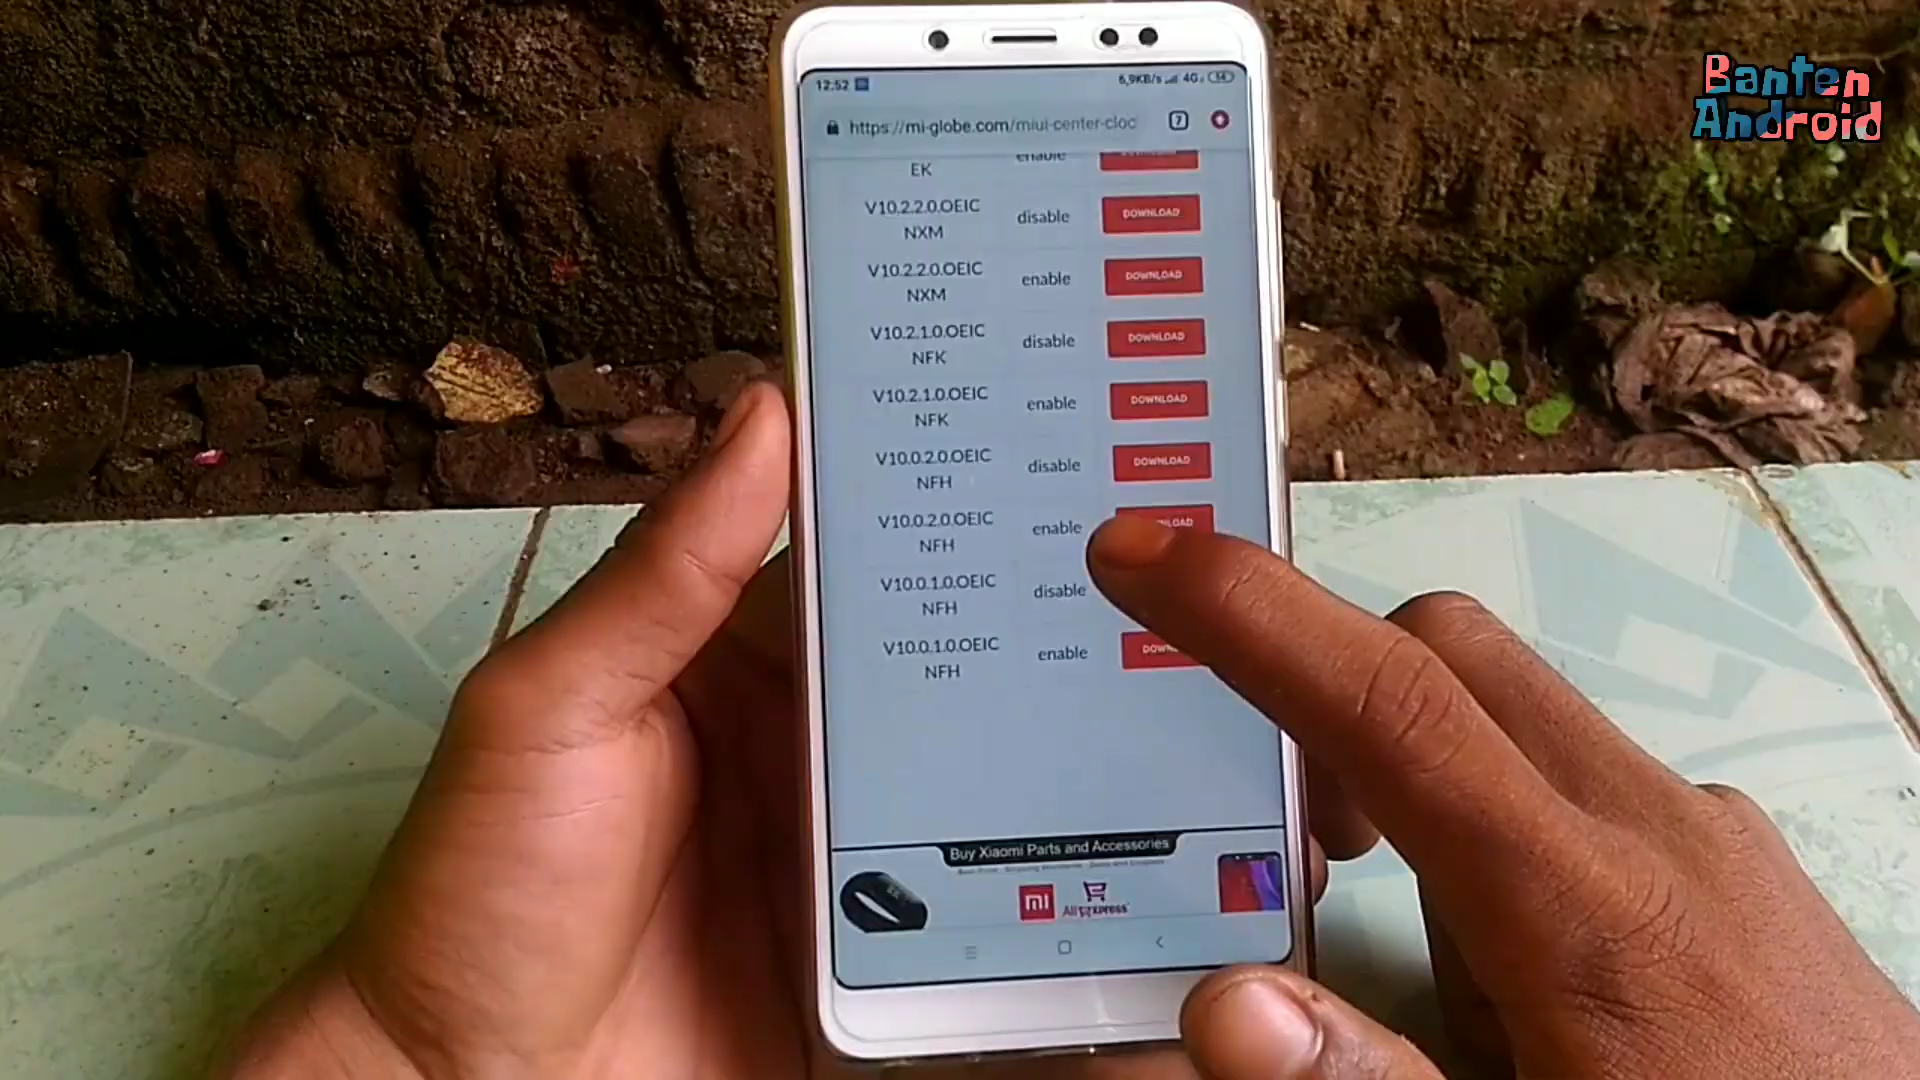 Banten
Android
12:52
6,9KB/s 4G 54
https://mi-globe.com/miui-center-cloc 7
EK enable
V10.2.2.0.OEIC
NXM disable DOWNLOAD
V10.2.2.0.OEIC
NXM enable DOWNLOAD
V10.2.1.0.OEIC
NFK disable DOWNLOAD
V10.2.1.0.OEIC
NFK enable DOWNLOAD
V10.0.2.0.OEIC
NFH disable DOWNLOAD
V10.0.2.0.OEIC
NFH enable NLOAD
V10.0.1.0.OEIC
NFH disable
V10.0.1.0.OEIC
NFH enable DOWN
Buy Xiaomi Parts and Accessories
MI AliExpress